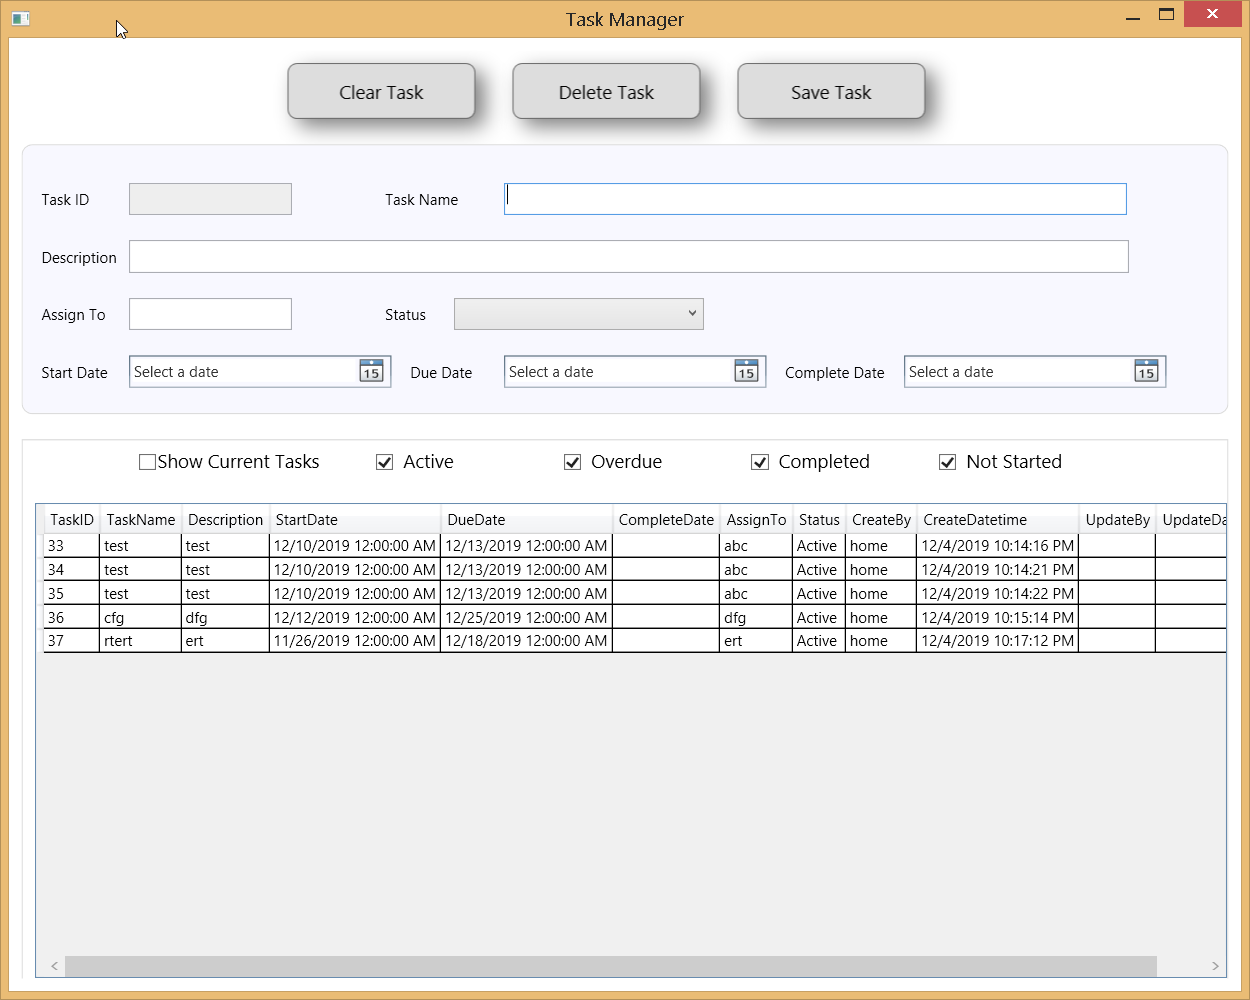 Task Manager
Clear Task Delete Task Save Task
Task ID Task Name
Description
Assign To Status
Start Date Select a date 15 Due Date Select a date 15 Complete Date Select a date 15
Show Current Tasks Active Overdue Completed Not Started
TaskID TaskName Description StartDate DueDate CompleteDate AssignTo Status CreateBy CreateDatetime UpdateBy UpdateDa
33 test test 12/10/2019 12:00:00 AM 12/13/2019 12:00:00 AM abc Active home 12/4/2019 10:14:16 PM
34 test test 12/10/2019 12:00:00 AM 12/13/2019 12:00:00 AM abc Active home 12/4/2019 10:14:21 PM
35 test test 12/10/2019 12:00:00 AM 12/13/2019 12:00:00 AM abc Active home 12/4/2019 10:14:22 PM
36 cfg dfg 12/12/2019 12:00:00 AM 12/25/2019 12:00:00 AM dfg Active home 12/4/2019 10:15:14 PM
37 rtert ert 11/26/2019 12:00:00 AM 12/18/2019 12:00:00 AM ert Active home 12/4/2019 10:17:12 PM